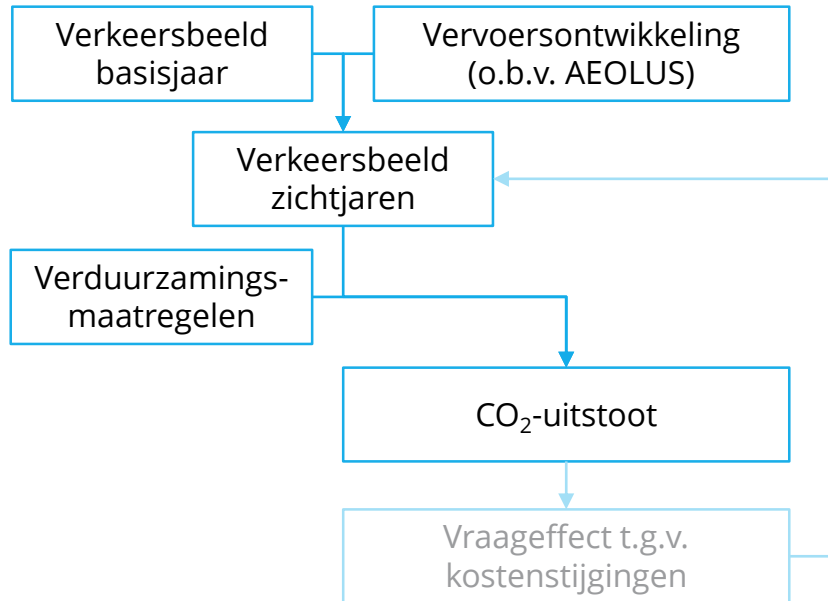 Verkeersbeeld
basisjaar
Vervoersontwikkeling
(o.b.v. AEOLUS)
Verkeersbeeld
zichtjaren
Verduurzamings-
maatregelen
CO₂-uitstoot
Vraageffect t.g.v.
kostenstijgingen